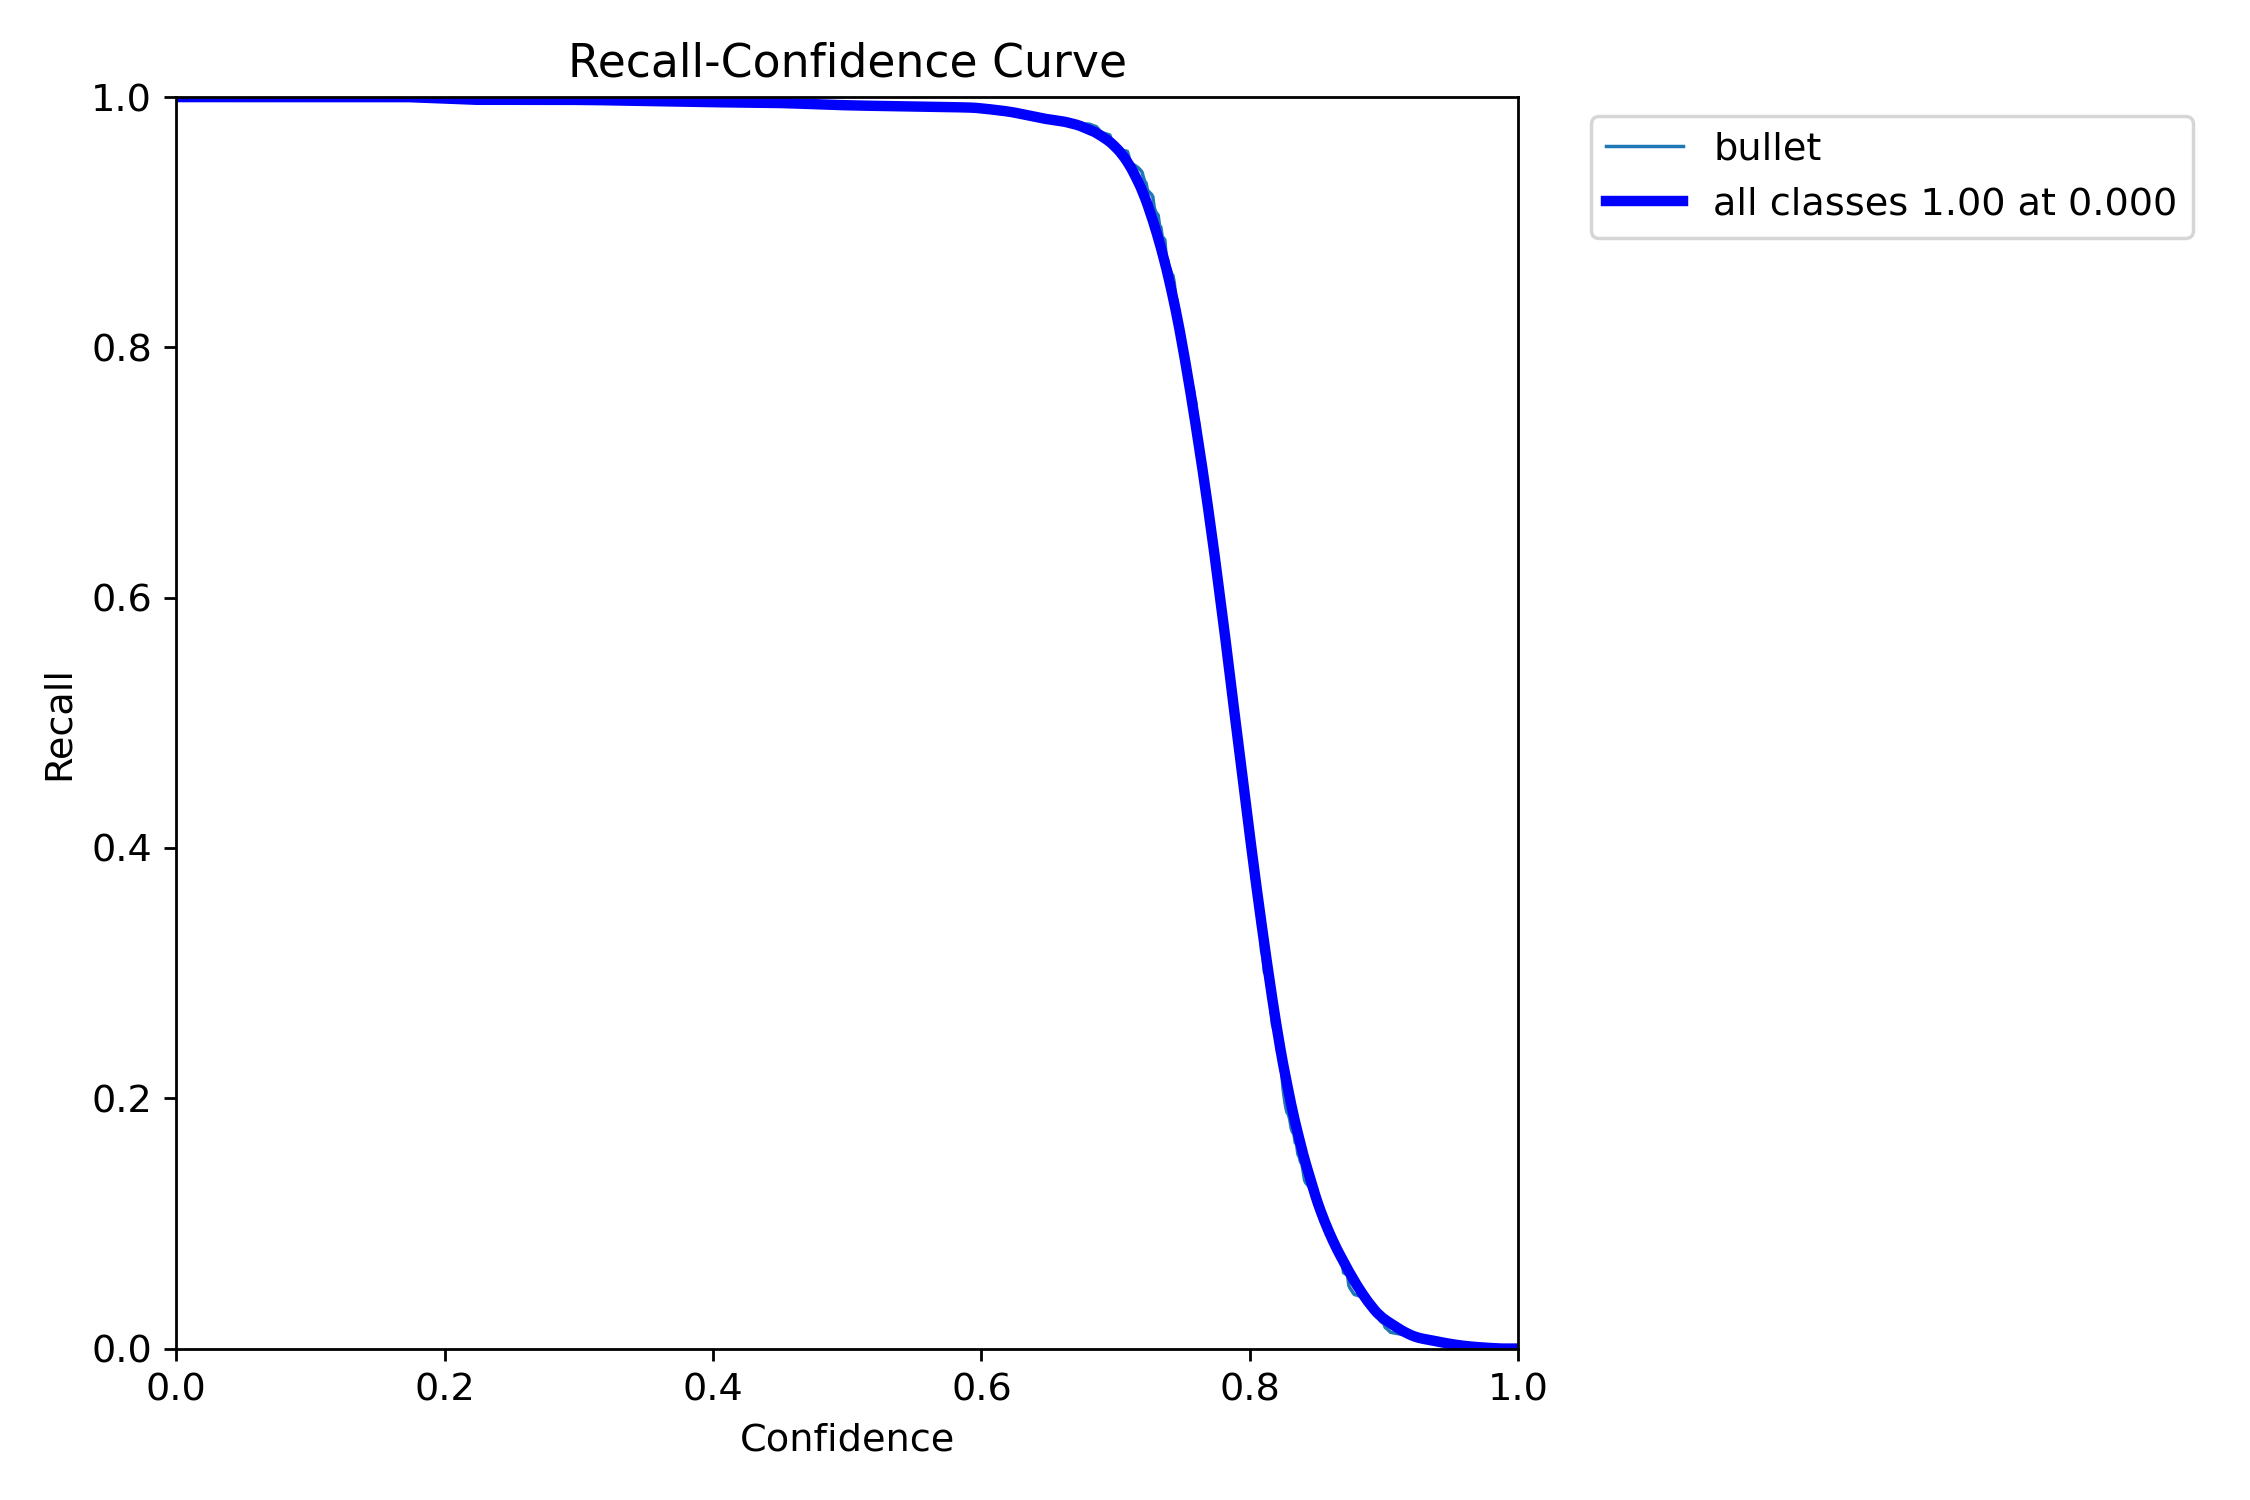 Recall-Confidence Curve
bullet
all classes 1.00 at 0.000
1.0
0.8
0.6
0.4
0.2
0.0
Recall
0.0 0.2 0.4 0.6 0.8 1.0
Confidence